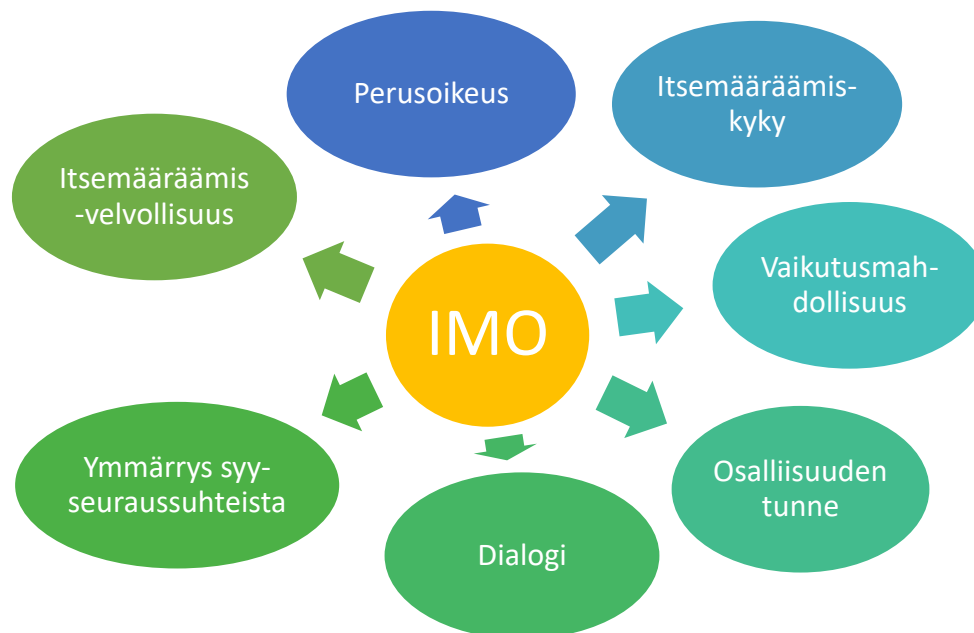 Perusoikeus
Itsemääräämis-
kyky
Itsemääräämis
-velvollisuus
Vaikutusmah-
dollisuus
IMO
Ymmärrys syy-
seuraussuhteista
Osalliisuuden
tunne
Dialogi